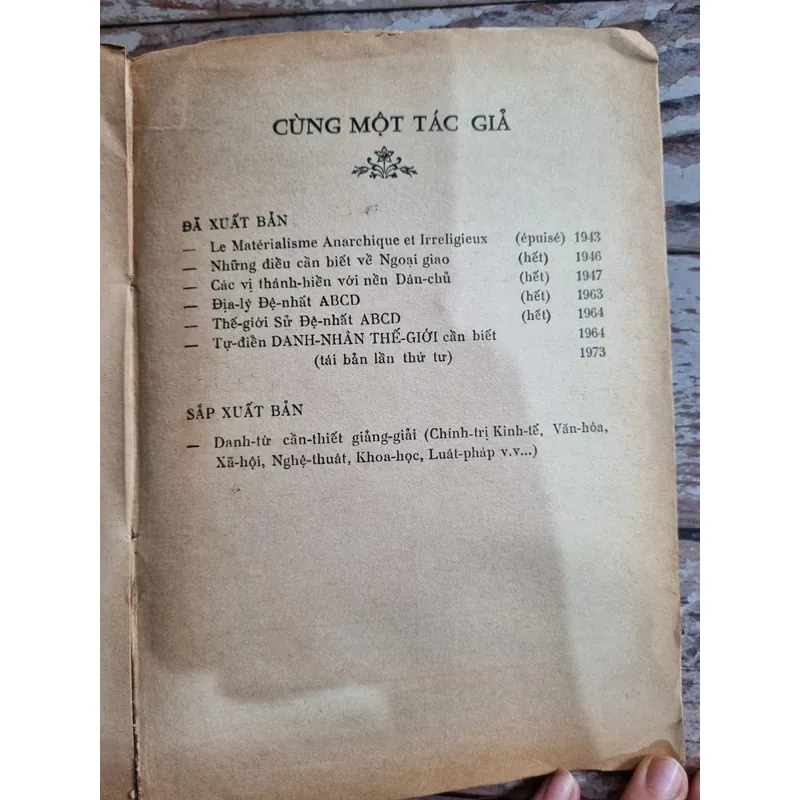 CÙNG MỘT TÁC GIẢ
ĐÃ XUẤT BẢN
— Le Matérialisme Anarchique et Irreligieux (épuisé) 1943
— Những điều cần biết về Ngoại giao (hết) 1946
— Các vị thánh-hiền với nền Dân-chủ (hết) 1947
— Địa-lý Đệ-nhất ABCD (hết) 1963
— Thế-giới Sử Đệ-nhất ABCD (hết) 1964
— Tự-điền DANH-NHÂN THẾ-GIỚI cần biết 1964
(tái bản lần thứ tư) 1973
SẮP XUẤT BẢN
— Danh-từ cần-thiết giảng-giải (Chính-trị Kinh-tế, Văn-hóa,
Xã-hội, Nghệ-thuât, Khoa-học, Luât-pháp v.v...)